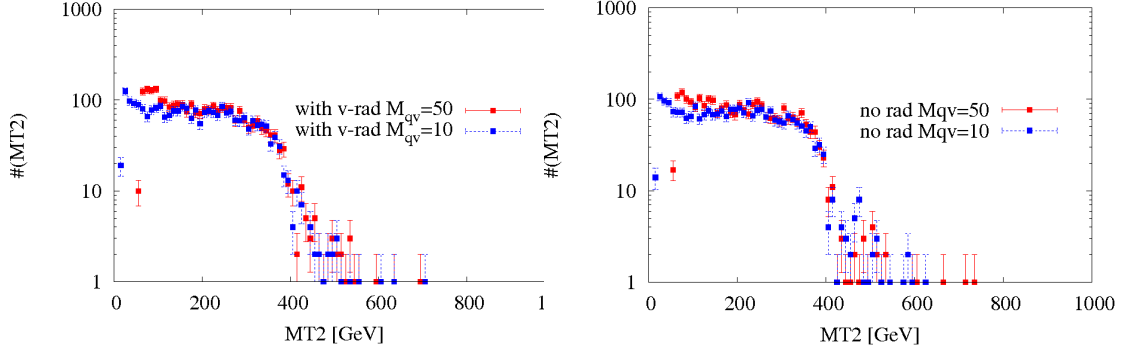 1000
100
10
1
#(MT2)
with v-rad M_qv=50
with v-rad M_qv=10
0 200 400 600 800 1
MT2 [GeV]
1000
100
10
1
#(MT2)
no rad Mqv=50
no rad Mqv=10
0 200 400 600 800 1000
MT2 [GeV]